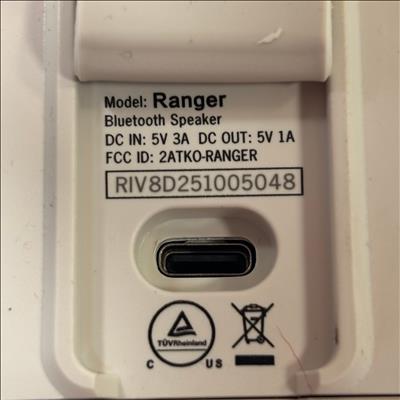 Model: Ranger
Bluetooth Speaker
DC IN: 5V 3A DC OUT: 5V 1A
FCC ID: 2ATKO-RANGER
RIV8D251005048
TÜVRheinland
C US